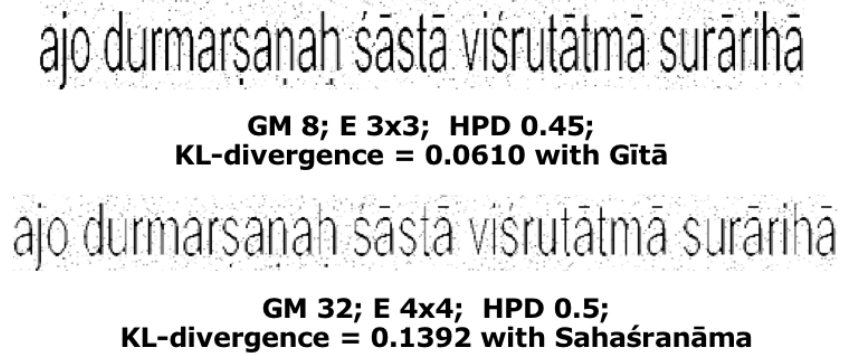 ajo durmarṣaṇaḥ śāstā viśrutātmā surārihā
GM 8; E 3x3; HPD 0.45;
KL-divergence = 0.0610 with Gītā
ajo durmarṣaṇaḥ śāstā viśrutātmā surārihā
GM 32; E 4x4; HPD 0.5;
KL-divergence = 0.1392 with Sahaśranāma